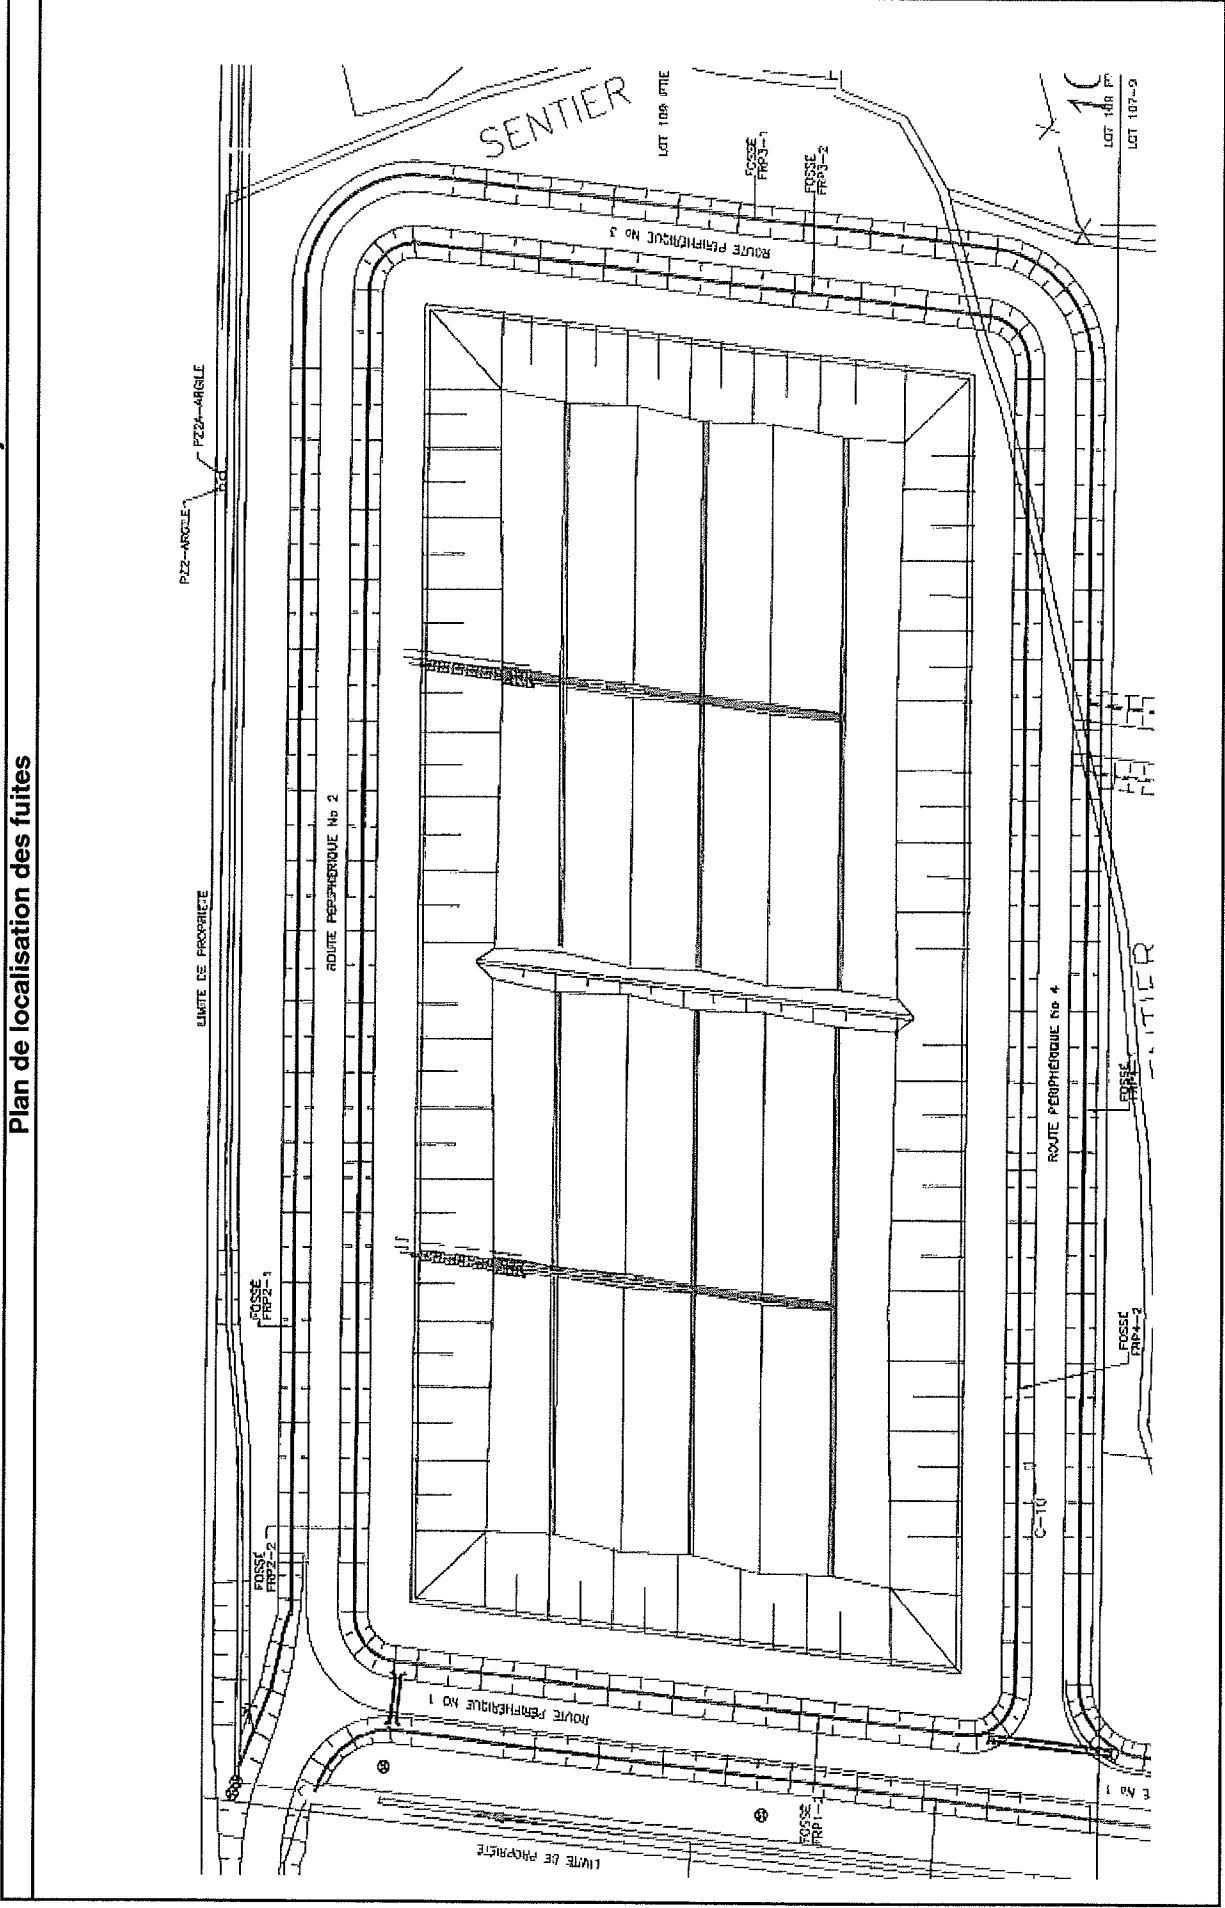 Plan de localisation des fuites
SENTIER
LOT 109 PTIE
LOT 107-9
FOSSE
FRP3-1
FOSSE
FRP3-2
ROUTE PERIPHERIQUE No 3
PZ2A-ARGILE
PZ2-ARGILE
ROUTE PERIPHERIQUE No 2
LIMITE DE PROPRIETE
ROUTE PERIPHERIQUE No 4
FOSSE
FOSSE
FRP2-1
FOSSE
FRP4-2
C-10
FOSSE
FRP2-2
ROUTE PERIPHERIQUE NO 1
E No 1
FOSSE
LIMITE DE PROPRIETE